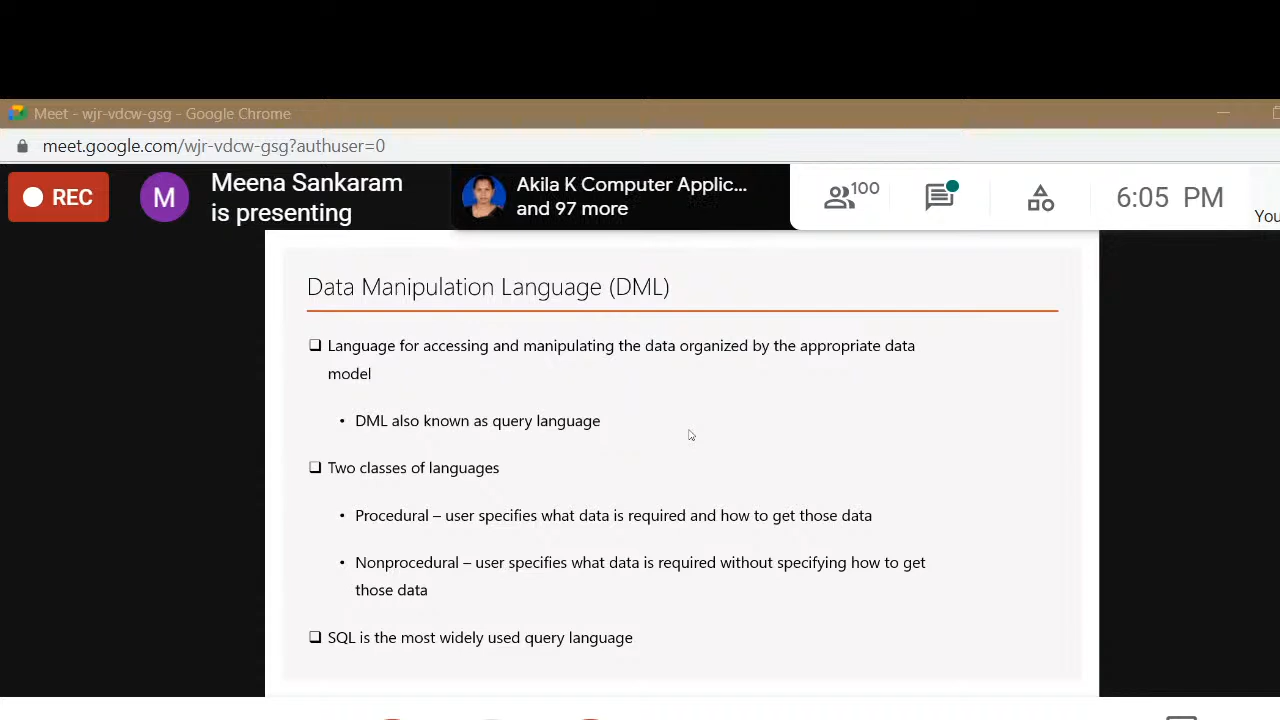 Meet - wjr-vdcw-gsg - Google Chrome
meet.google.com/wjr-vdcw-gsg?authuser=0
REC
M
Meena Sankaram
is presenting
Akila K Computer Applic...
and 97 more
100
6:05 PM
You
Data Manipulation Language (DML)
❑ Language for accessing and manipulating the data organized by the appropriate data
model
• DML also known as query language
❑ Two classes of languages
• Procedural – user specifies what data is required and how to get those data
• Nonprocedural – user specifies what data is required without specifying how to get
those data
❑ SQL is the most widely used query language